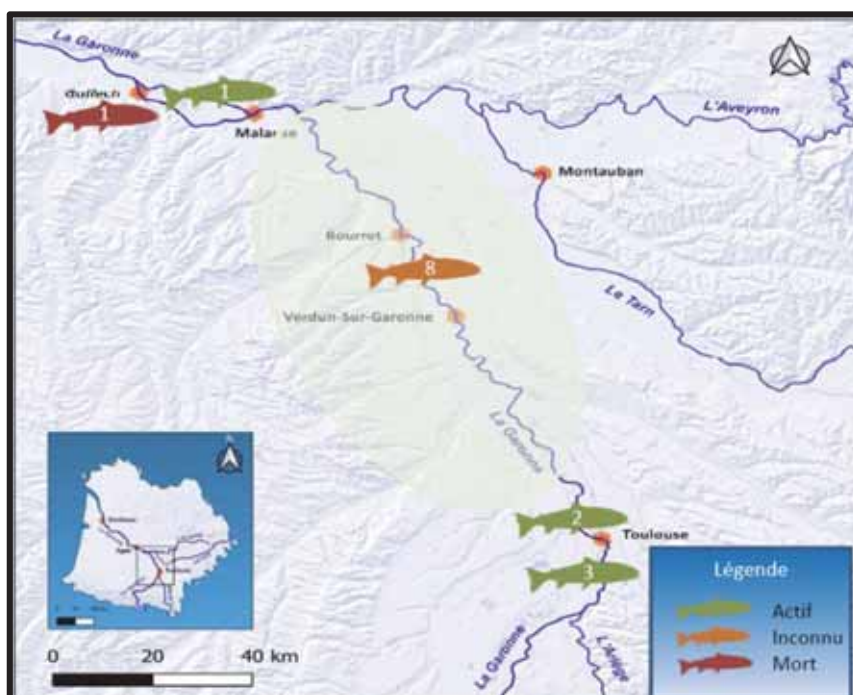 La Garonne
1
1
L'Aveyron
Montauban
Bourret
8
Verdun-Sur-Garonne
Le Tarn
La Garonne
2
Toulouse
3
La Garonne
L'Ariège
0 20 40 km
Légende
Actif
Inconnu
Mort